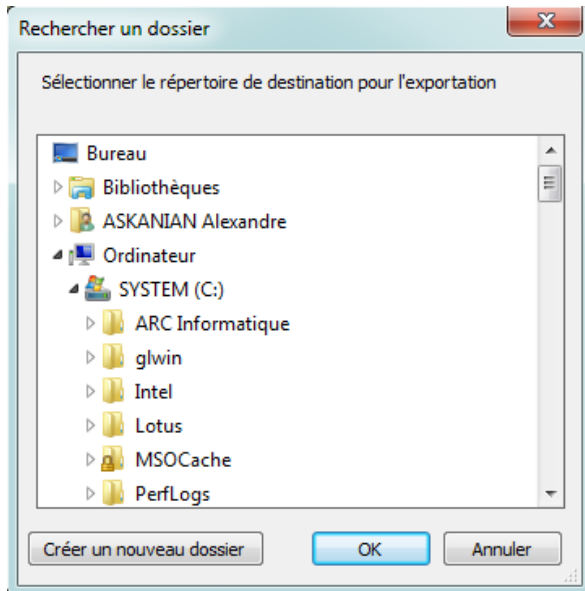 Rechercher un dossier
Sélectionner le répertoire de destination pour l'exportation
Bureau
Bibliothèques
ASKANIAN Alexandre
Ordinateur
SYSTEM (C:)
ARC Informatique
glwin
Intel
Lotus
MSOCache
PerfLogs
Créer un nouveau dossier
OK
Annuler